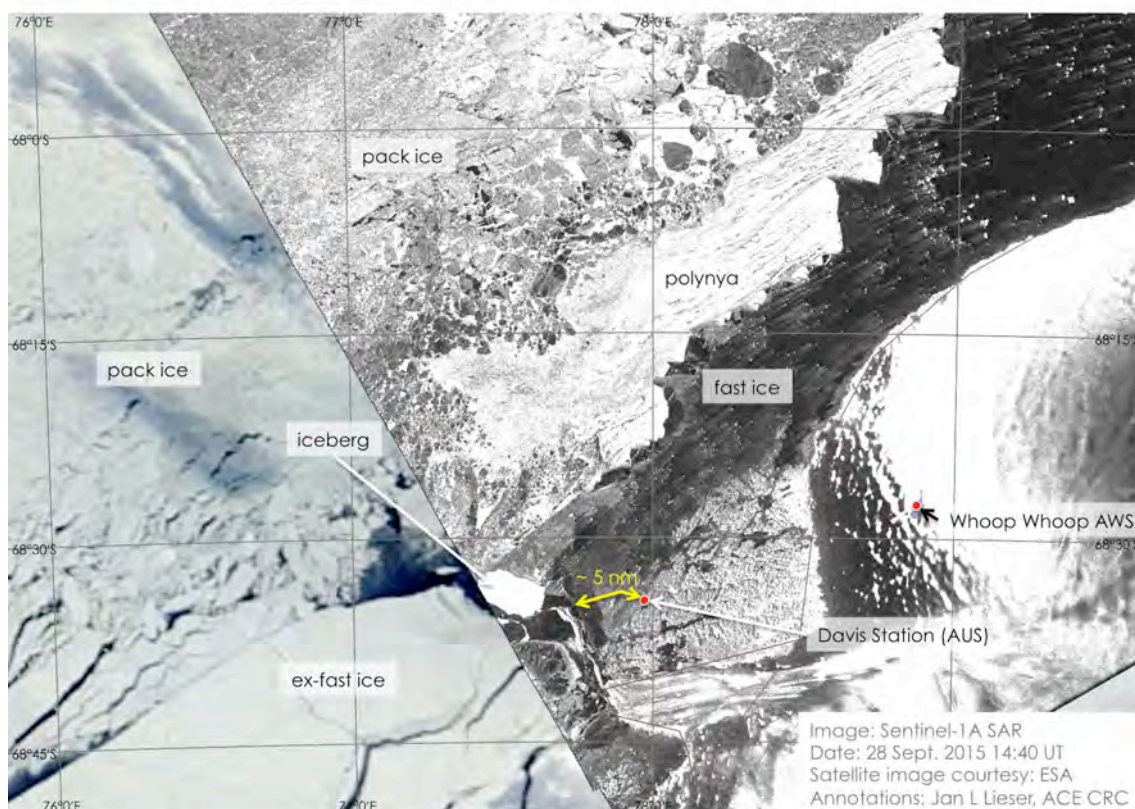 76°0'E
77°0'E
78°0'E
68°0'S
pack ice
polynya
68°15'S
68°15'S
pack ice
fast ice
iceberg
Whoop Whoop AWS
68°30'S
68°30'S
~ 5 nm
Davis Station (AUS)
ex-fast ice
Image: Sentinel-1A SAR
Date: 28 Sept. 2015 14:40 UT
Satellite image courtesy: ESA
Annotations: Jan L Lieser, ACE CRC
68°45'S
76°0'E